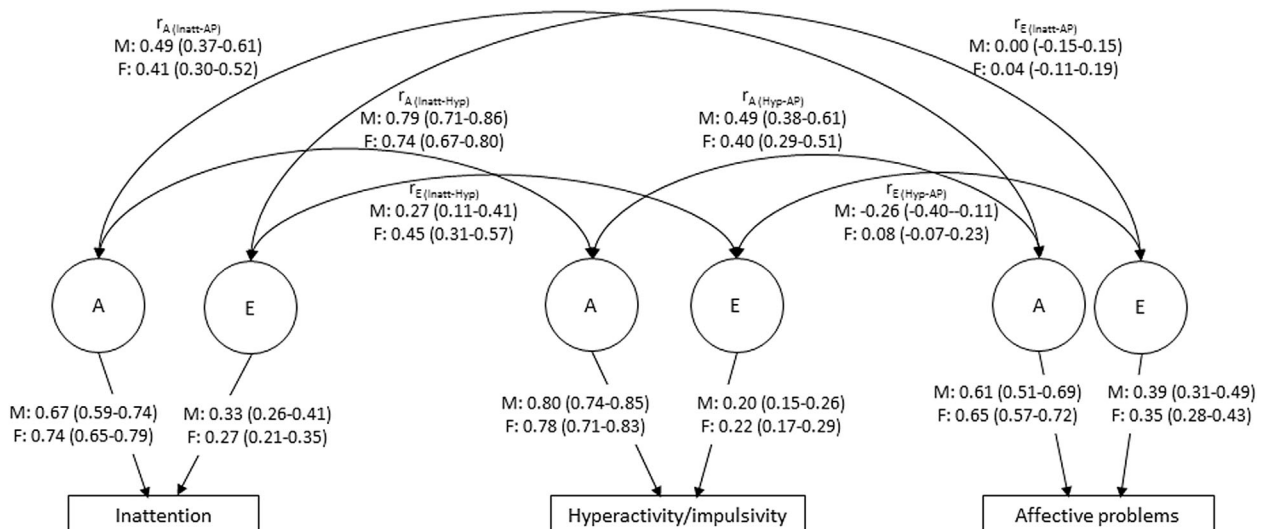 rA (Inatt-AP)
M: 0.49 (0.37-0.61)
F: 0.41 (0.30-0.52)
rE (Inatt-AP)
M: 0.00 (-0.15-0.15)
F: 0.04 (-0.11-0.19)
rA (Inatt-Hyp)
M: 0.79 (0.71-0.86)
F: 0.74 (0.67-0.80)
rA (Hyp-AP)
M: 0.49 (0.38-0.61)
F: 0.40 (0.29-0.51)
rE (Inatt-Hyp)
M: 0.27 (0.11-0.41)
F: 0.45 (0.31-0.57)
rE (Hyp-AP)
M: -0.26 (-0.40--0.11)
F: 0.08 (-0.07-0.23)
A
E
A
E
A
E
M: 0.67 (0.59-0.74)
F: 0.74 (0.65-0.79)
M: 0.33 (0.26-0.41)
F: 0.27 (0.21-0.35)
M: 0.80 (0.74-0.85)
F: 0.78 (0.71-0.83)
M: 0.20 (0.15-0.26)
F: 0.22 (0.17-0.29)
M: 0.61 (0.51-0.69)
F: 0.65 (0.57-0.72)
M: 0.39 (0.31-0.49)
F: 0.35 (0.28-0.43)
Inattention
Hyperactivity/impulsivity
Affective problems